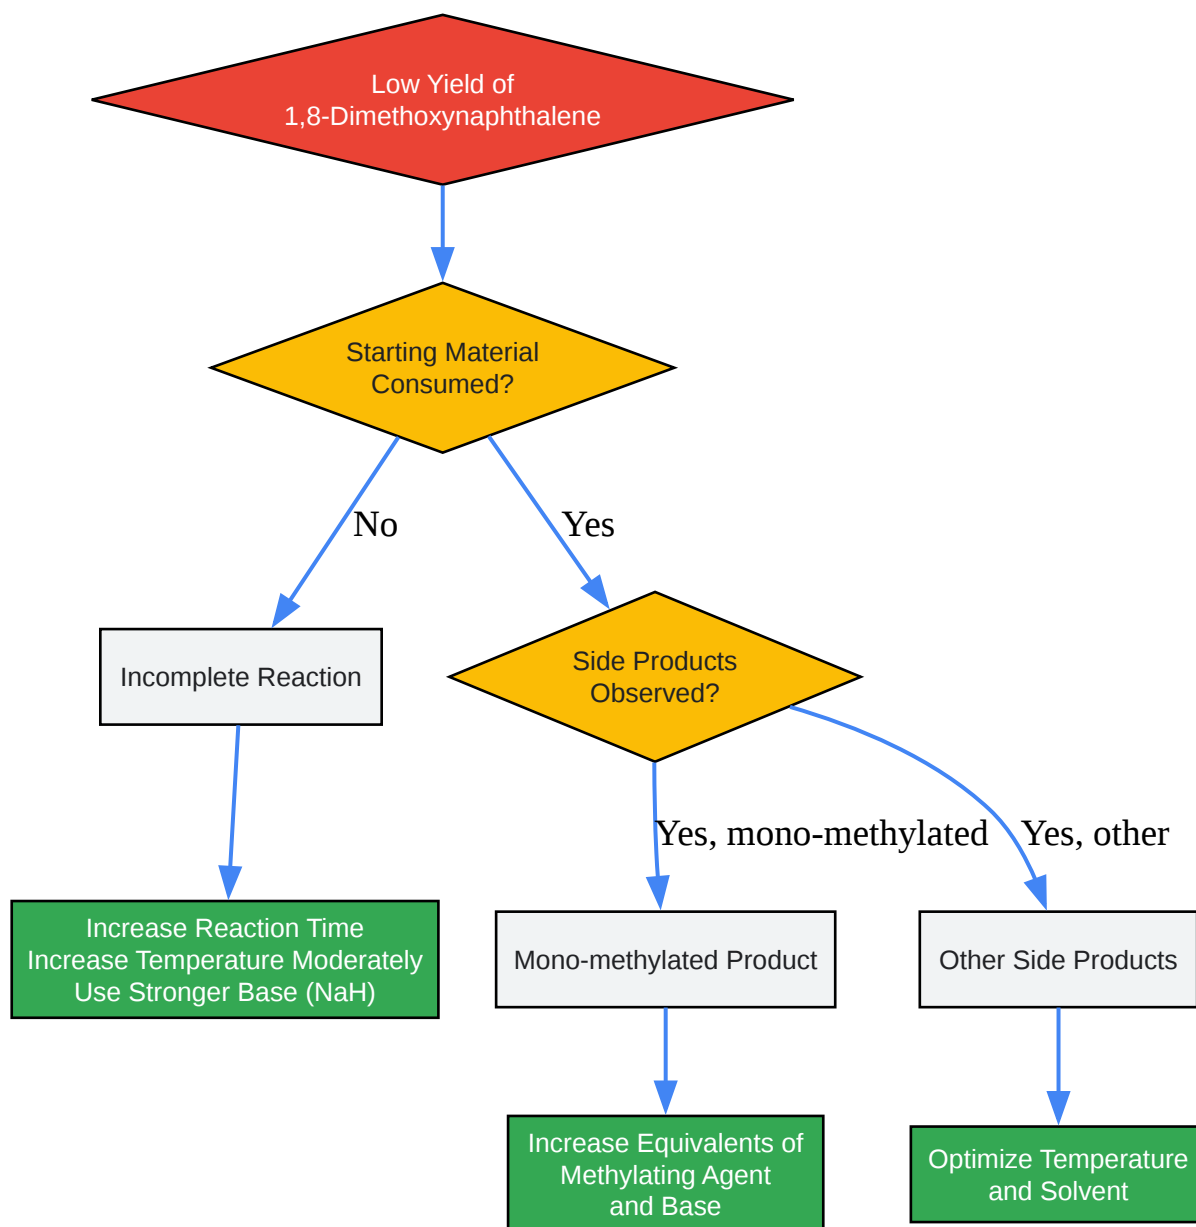 Low Yield of
1,8-Dimethoxynaphthalene
Starting Material
Consumed?
No
Yes
Incomplete Reaction
Side Products
Observed?
Yes, mono-methylated
Yes, other
Increase Reaction Time
Increase Temperature Moderately
Use Stronger Base (NaH)
Mono-methylated Product
Other Side Products
Increase Equivalents of
Methylating Agent
and Base
Optimize Temperature
and Solvent